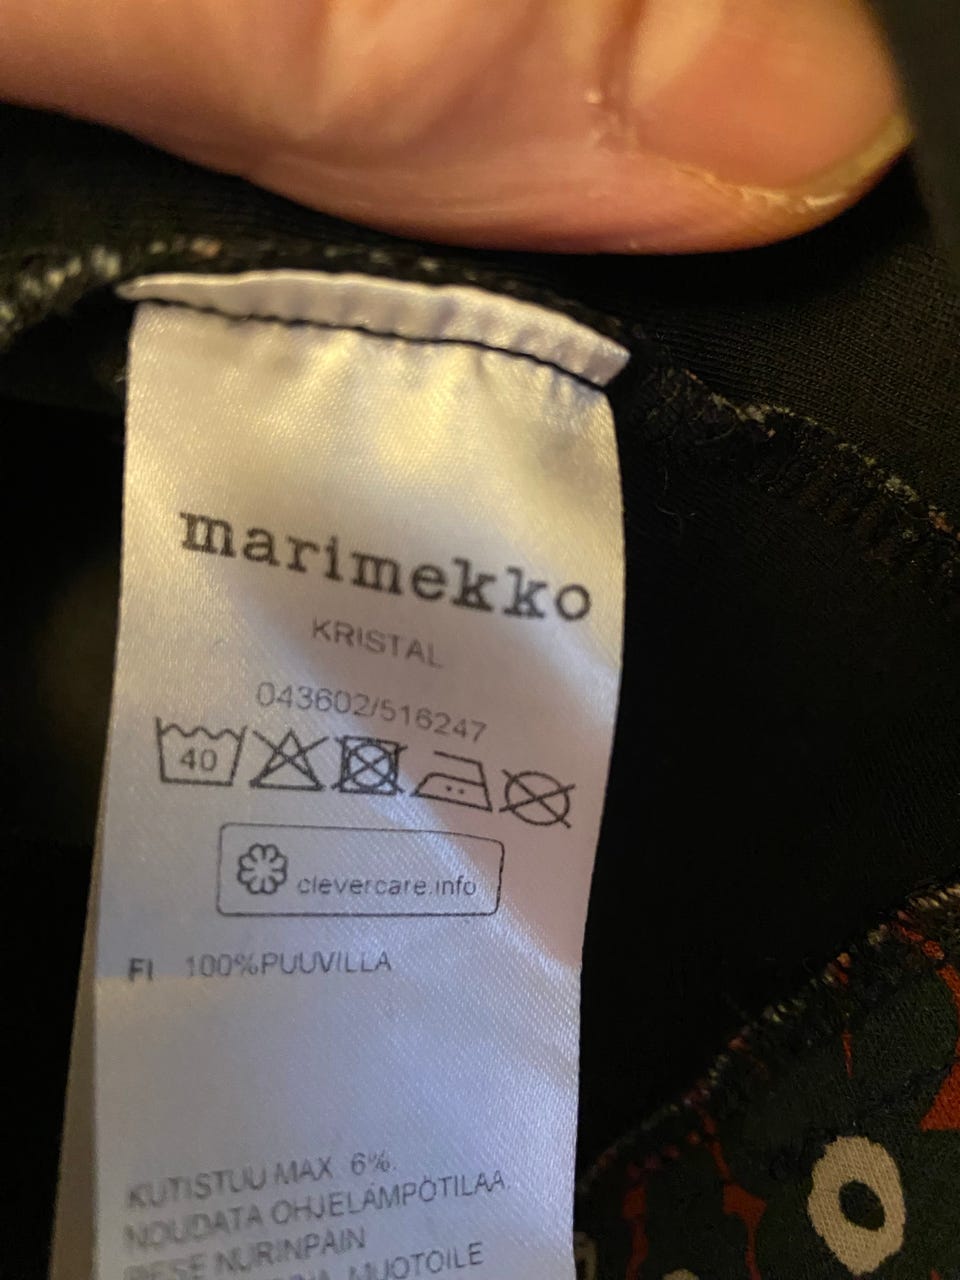 marimekko
KRISTAL
043602/516247
40
clevercare.info
FI 100%PUUVILLA
KUTISTUU MAX 6%.
NOUDATA OHJELÄMPÖTILAA.
PESE NURINPÄIN
MUOTOILE